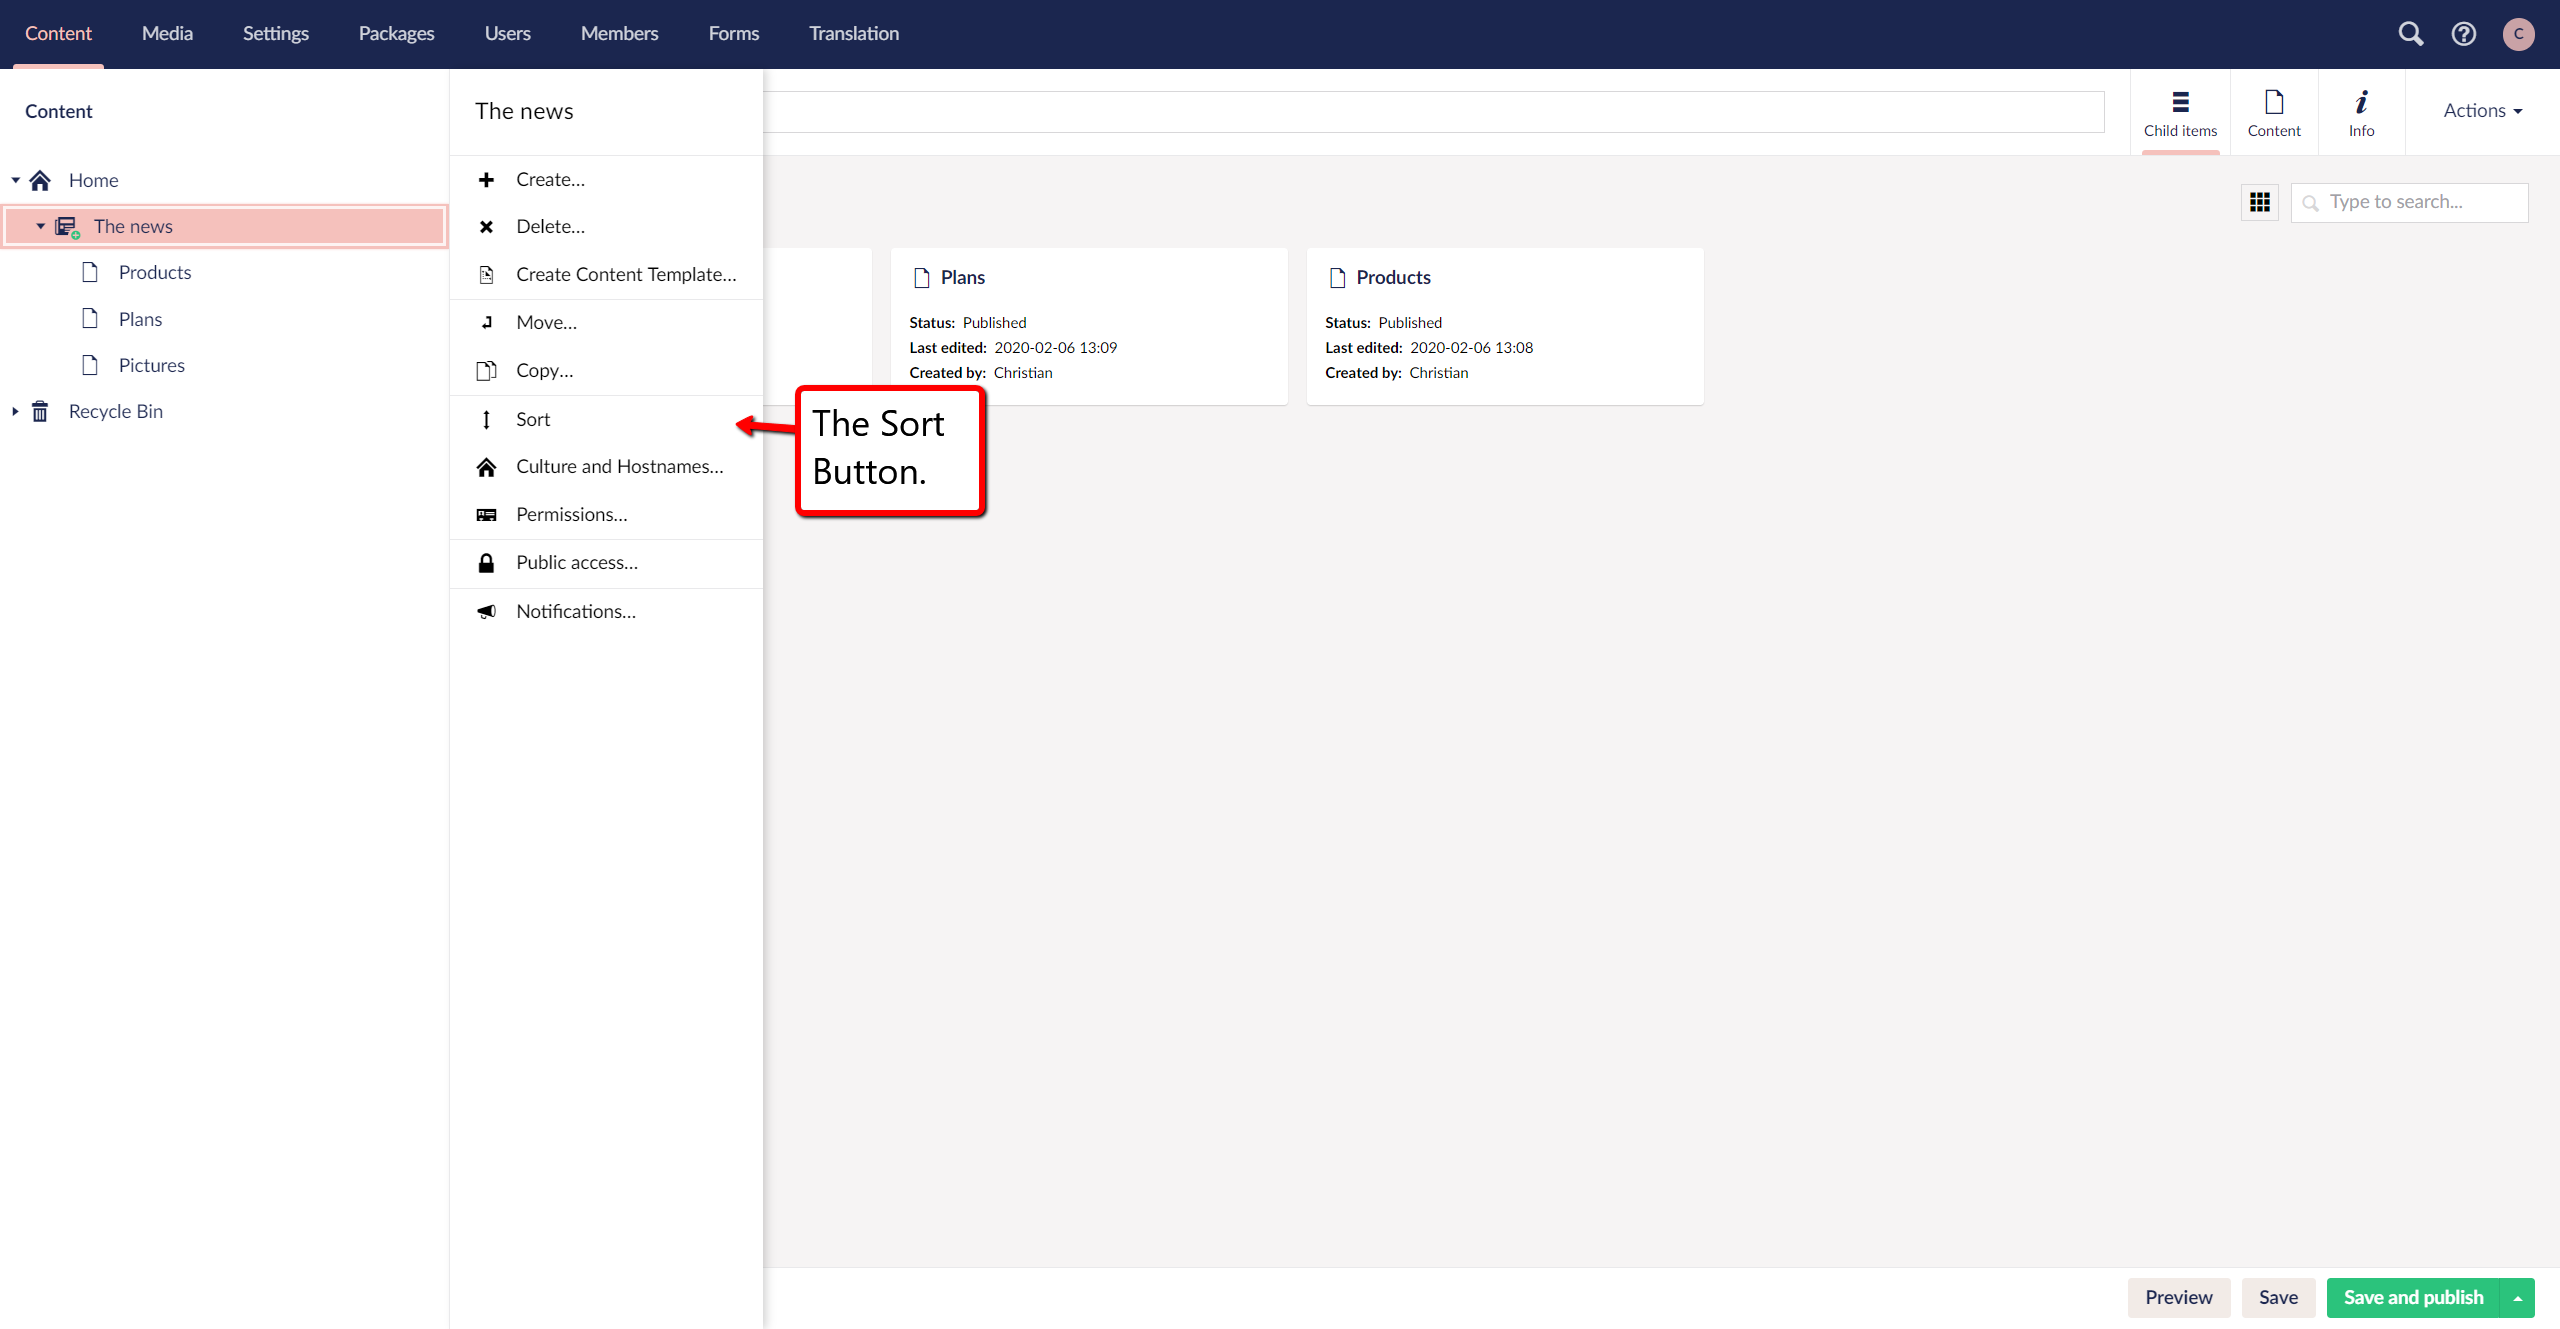 Content Media Settings Packages Users Members Forms Translation
C
Content
Home
The news
Products
Plans
Pictures
Recycle Bin
The news
Create...
Delete...
Create Content Template...
Move...
Copy...
Sort
Culture and Hostnames...
Permissions...
Public access...
Notifications...
Child items
Content
Info
Actions
Type to search...
Plans
Status: Published
Last edited: 2020-02-06 13:09
Created by: Christian
Products
Status: Published
Last edited: 2020-02-06 13:08
Created by: Christian
The Sort
Button.
Preview Save Save and publish